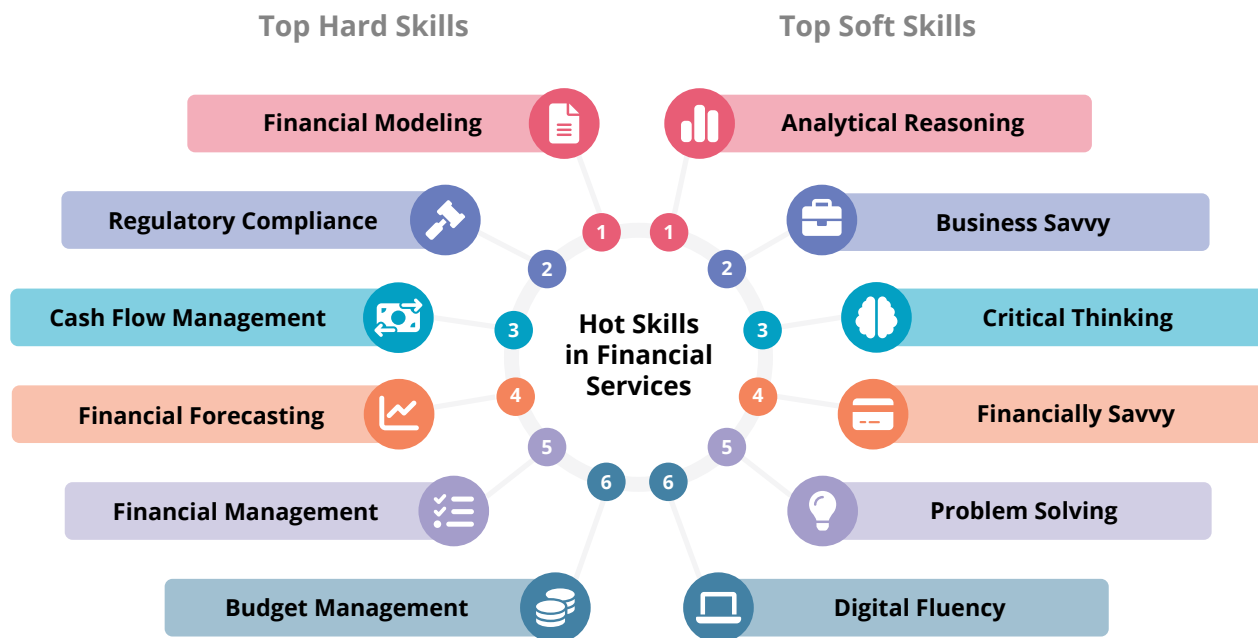 Top Hard Skills
Top Soft Skills
Financial Modeling
Analytical Reasoning
Regulatory Compliance
Business Savvy
Cash Flow Management
Critical Thinking
Financial Forecasting
Financially Savvy
Financial Management
Problem Solving
Budget Management
Digital Fluency
1
1
2
2
3
3
4
4
5
5
6
6
Hot Skills
in Financial
Services